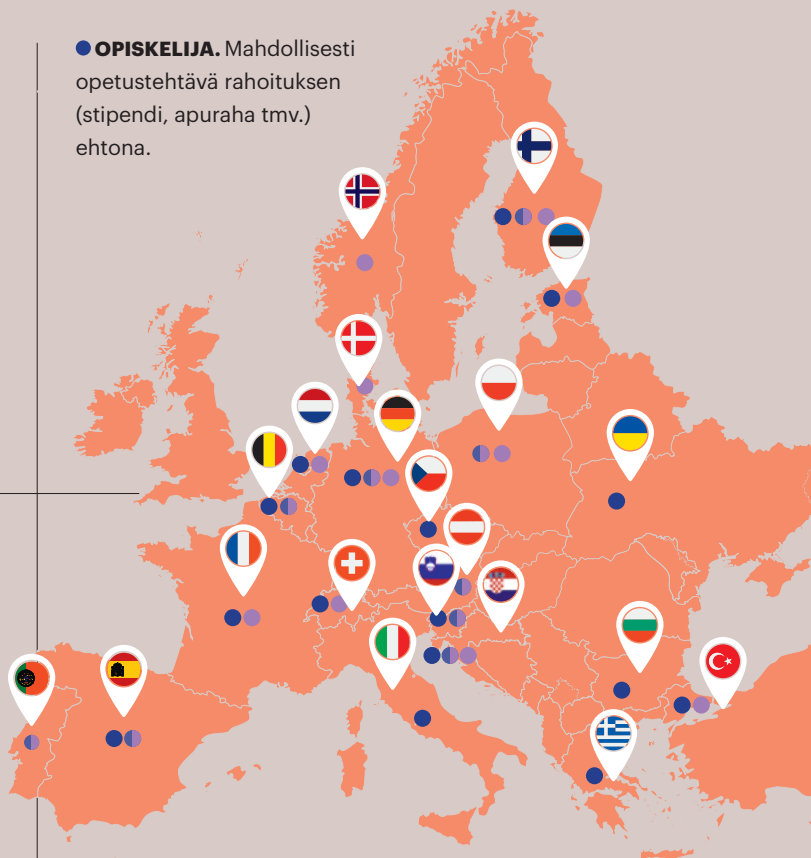 OPISKELIJA. Mahdollisesti
opetustehtävä rahoituksen
(stipendi, apuraha tmv.)
ehtona.